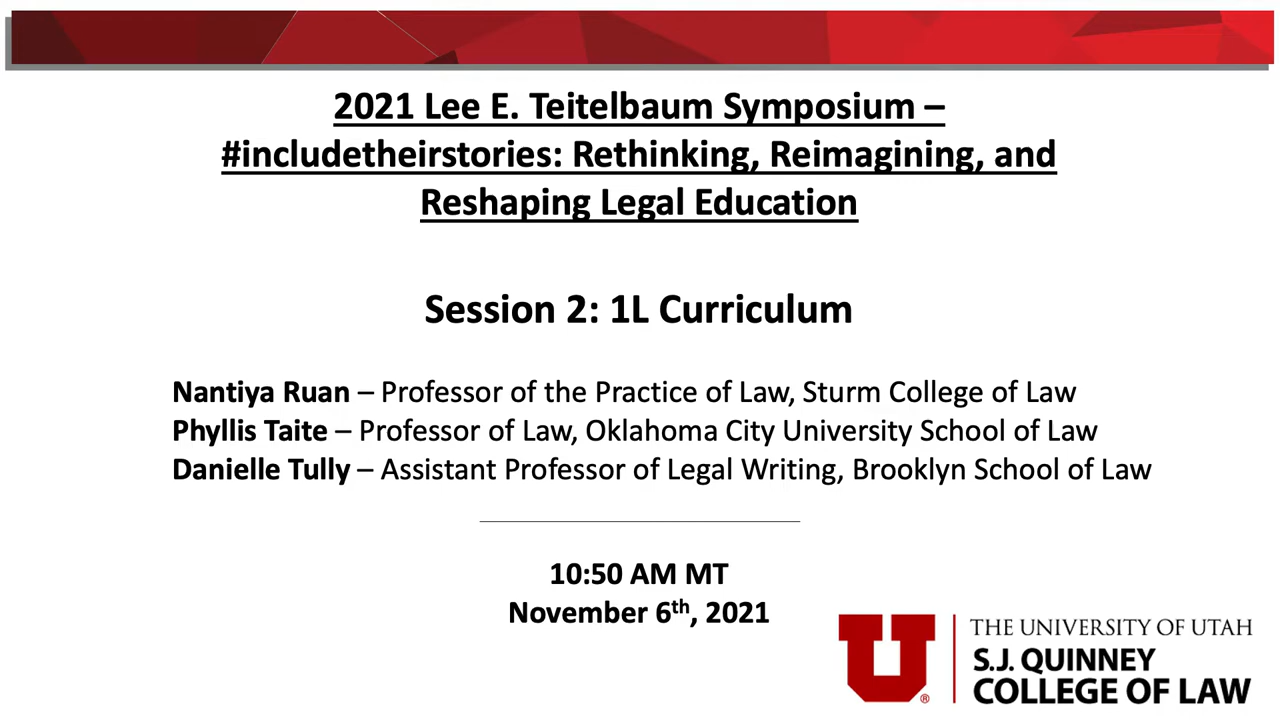 2021 Lee E. Teitelbaum Symposium –
#includetheirstories: Rethinking, Reimagining, and
Reshaping Legal Education
Session 2: 1L Curriculum
Nantiya Ruan – Professor of the Practice of Law, Sturm College of Law
Phyllis Taite – Professor of Law, Oklahoma City University School of Law
Danielle Tully – Assistant Professor of Legal Writing, Brooklyn School of Law
10:50 AM MT
November 6th, 2021
U®
THE UNIVERSITY OF UTAH
S.J. QUINNEY
COLLEGE OF LAW